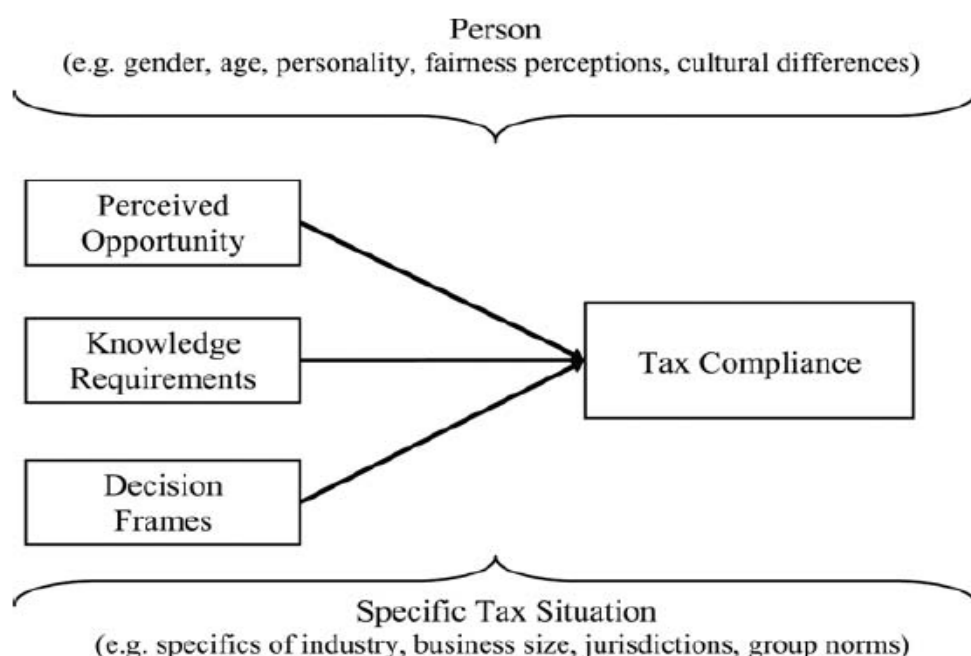 Person
(e.g. gender, age, personality, fairness perceptions, cultural differences)
Perceived
Opportunity
Knowledge
Requirements
Tax Compliance
Decision
Frames
Specific Tax Situation
(e.g. specifics of industry, business size, jurisdictions, group norms)